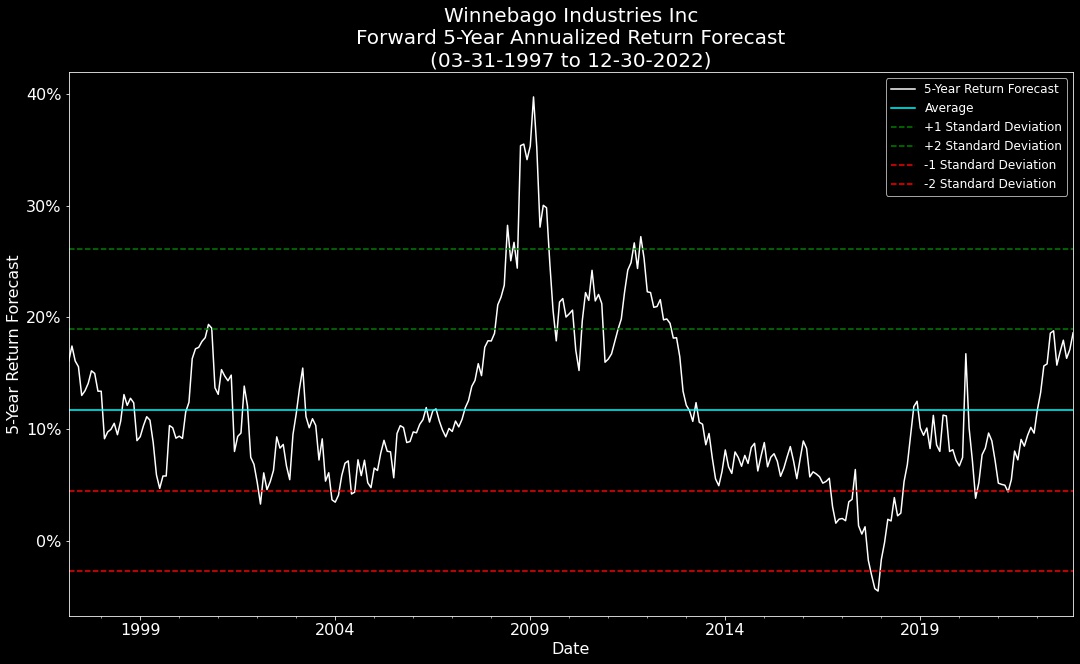 Winnebago Industries Inc
Forward 5-Year Annualized Return Forecast
(03-31-1997 to 12-30-2022)
5-Year Return Forecast
Average
+1 Standard Deviation
+2 Standard Deviation
-1 Standard Deviation
-2 Standard Deviation
5-Year Return Forecast
40%
30%
20%
10%
0%
1999
2004
2009
2014
2019
Date